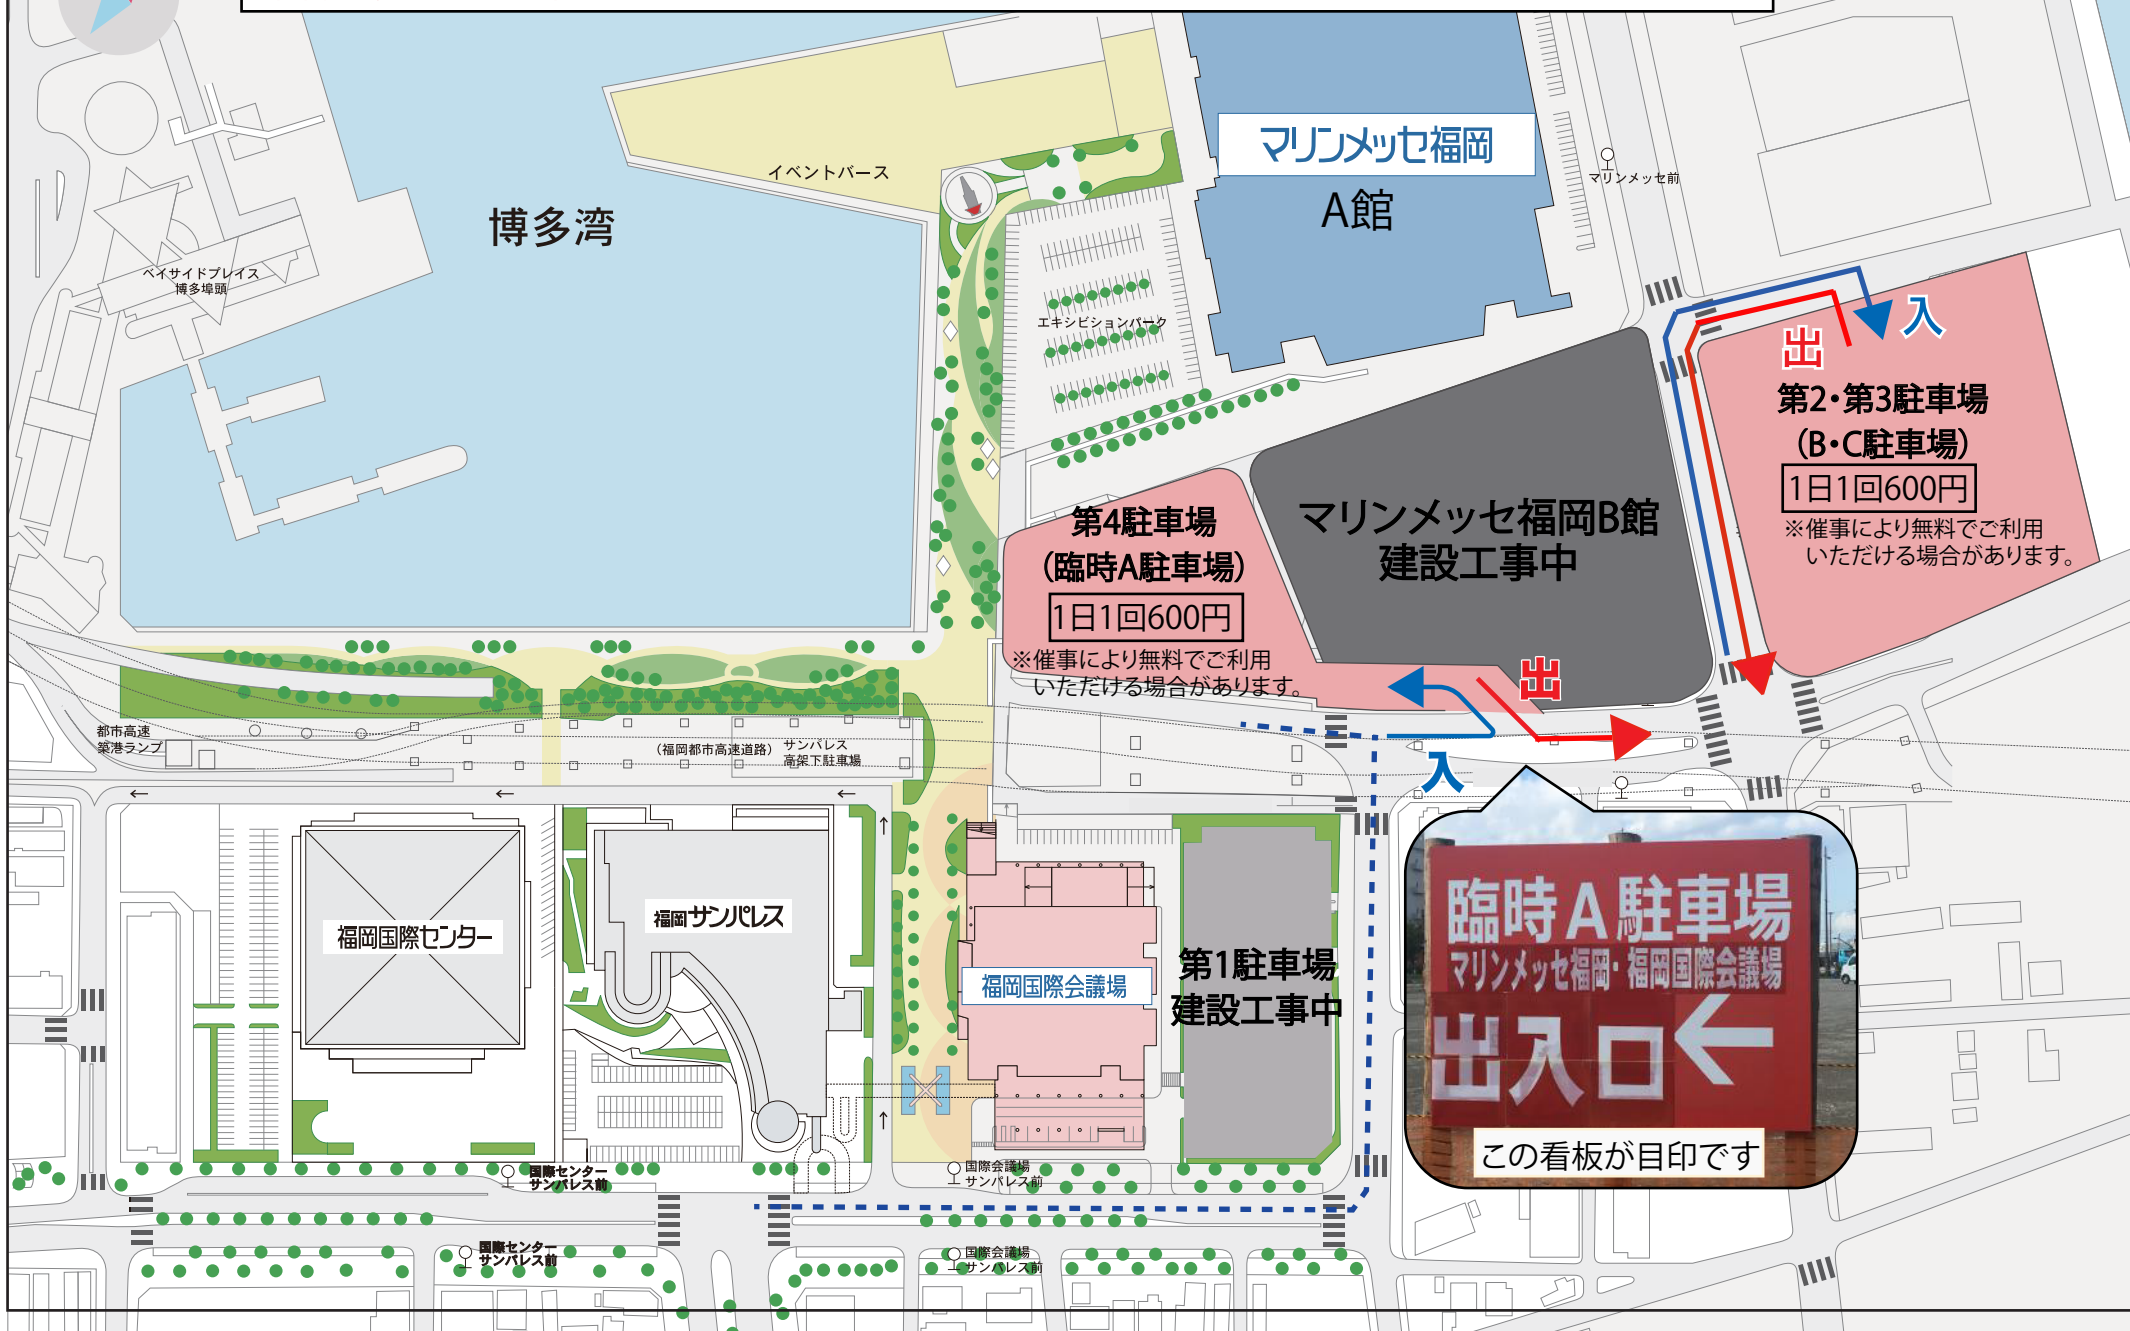 マリンメッセ福岡
A館
マリンメッセ前
イベントバース
博多湾
ベイサイドプレイス
博多埠頭
エキシビションパーク
入
出
第2・第3駐車場
(B・C駐車場)
1日1回600円
※催事により無料でご利用
いただける場合があります。
マリンメッセ福岡B館
建設工事中
第4駐車場
(臨時A駐車場)
1日1回600円
※催事により無料でご利用
いただける場合があります。
出
入
都市高速
築港ランプ
(福岡都市高速道路)
サンパレス
高架下駐車場
福岡国際センター
福岡サンパレス
福岡国際会議場
第1駐車場
建設工事中
臨時A駐車場
マリンメッセ福岡・福岡国際会議場
出入口←
この看板が目印です
国際センター
サンパレス前
国際会議場
サンパレス前
国際センター
サンパレス前
国際会議場
サンパレス前